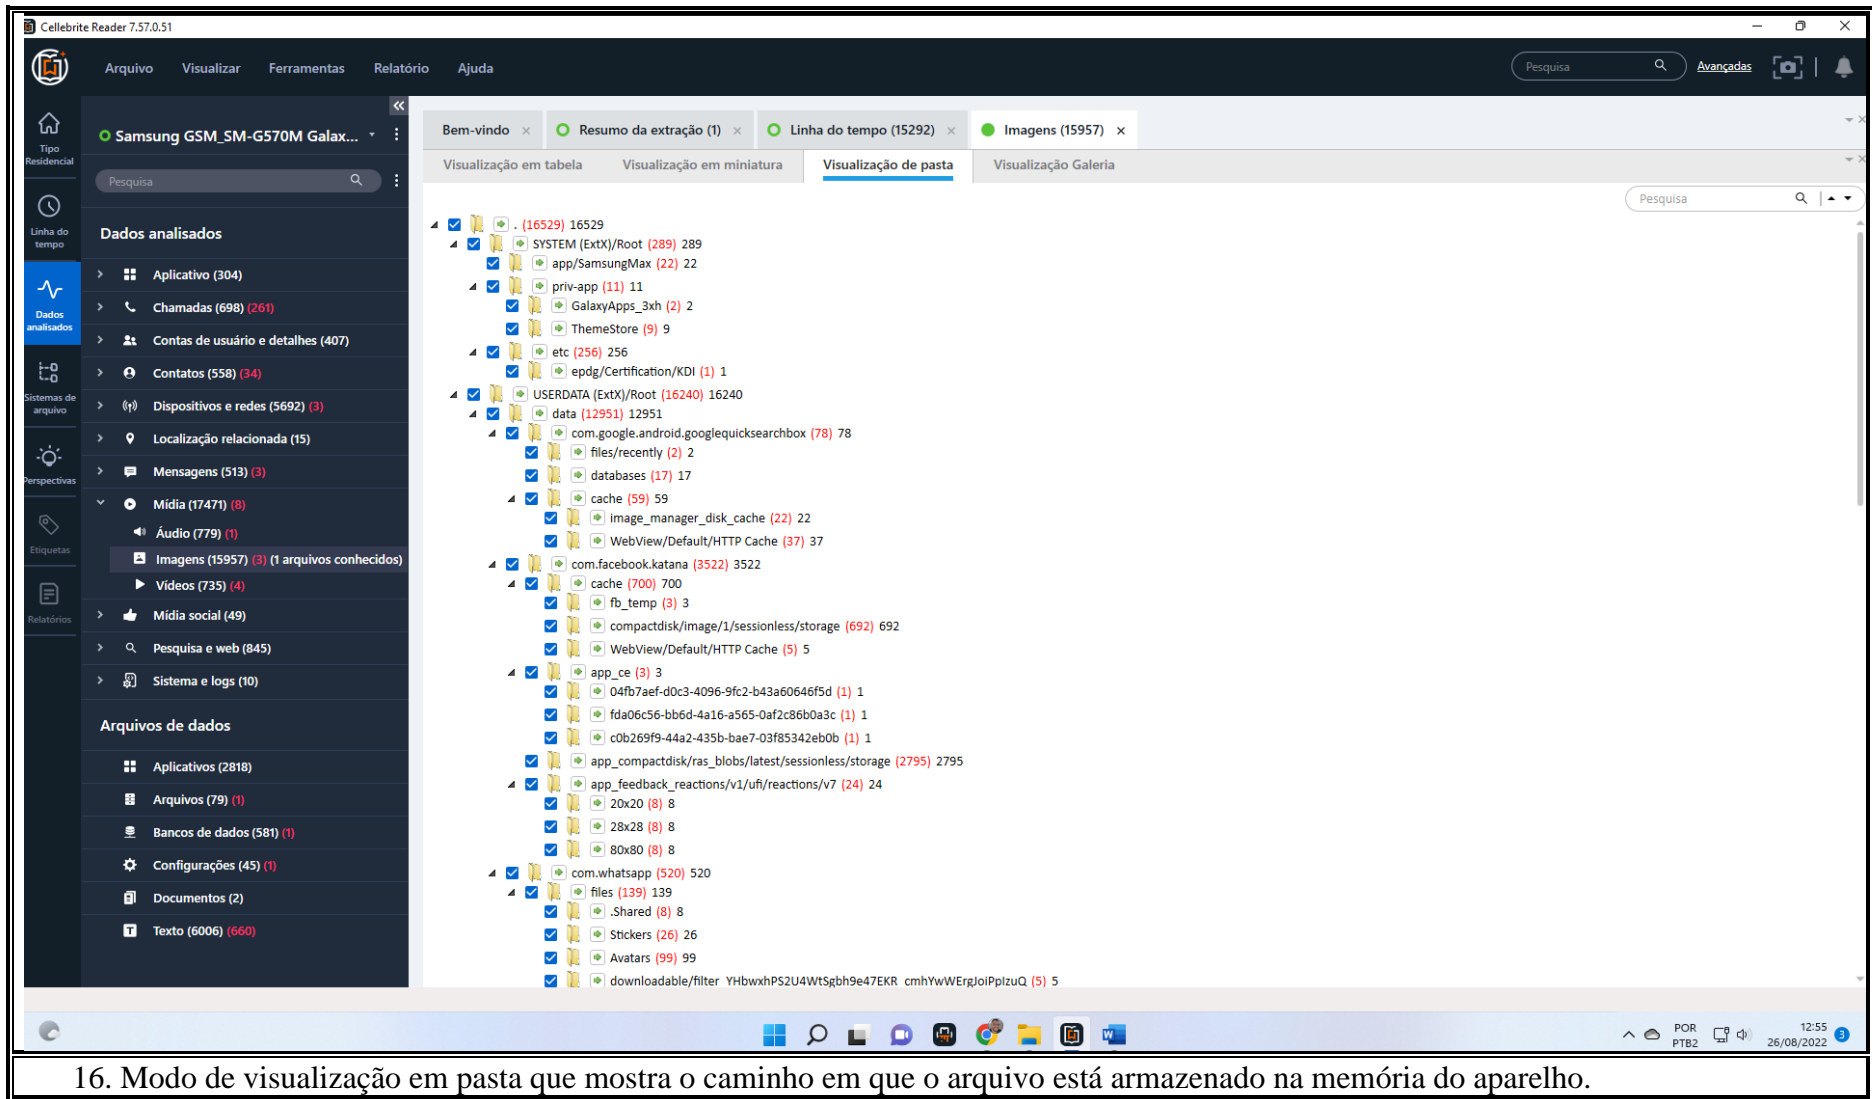 Cellebrite Reader 7.57.0.51
Arquivo Visualizar Ferramentas Relatório Ajuda
Pesquisa
Avançadas
Tipo
Residencial
Linha do
tempo
Dados
analisados
Sistemas de
arquivo
Perspectivas
Etiquetas
Relatórios
Samsung GSM_SM-G570M Galax...
Pesquisa
Dados analisados
Aplicativo (304)
Chamadas (698) (261)
Contas de usuário e detalhes (407)
Contatos (558) (34)
Dispositivos e redes (5692) (3)
Localização relacionada (15)
Mensagens (513) (3)
Mídia (17471) (8)
Áudio (779) (1)
Imagens (15957) (3) (1 arquivos conhecidos)
Vídeos (735) (4)
Mídia social (49)
Pesquisa e web (845)
Sistema e logs (10)
Arquivos de dados
Aplicativos (2818)
Arquivos (79) (1)
Bancos de dados (581) (1)
Configurações (45) (1)
Documentos (2)
Texto (6006) (660)
Bem-vindo Resumo da extração (1) Linha do tempo (15292) Imagens (15957)
Visualização em tabela Visualização em miniatura Visualização de pasta Visualização Galeria
Pesquisa
. (16529) 16529
SYSTEM (ExtX)/Root (289) 289
app/SamsungMax (22) 22
priv-app (11) 11
GalaxyApps_3xh (2) 2
ThemeStore (9) 9
etc (256) 256
epdg/Certification/KDI (1) 1
USERDATA (ExtX)/Root (16240) 16240
data (12951) 12951
com.google.android.googlequicksearchbox (78) 78
files/recently (2) 2
databases (17) 17
cache (59) 59
image_manager_disk_cache (22) 22
WebView/Default/HTTP Cache (37) 37
com.facebook.katana (3522) 3522
cache (700) 700
fb_temp (3) 3
compactdisk/image/1/sessionless/storage (692) 692
WebView/Default/HTTP Cache (5) 5
app_ce (3) 3
04fb7aef-d0c3-4096-9fc2-b43a60646f5d (1) 1
fda06c56-bb6d-4a16-a565-0af2c86b0a3c (1) 1
c0b269f9-44a2-435b-bae7-03f85342eb0b (1) 1
app_compactdisk/ras_blobs/latest/sessionless/storage (2795) 2795
app_feedback_reactions/v1/ufi/reactions/v7 (24) 24
20x20 (8) 8
28x28 (8) 8
80x80 (8) 8
com.whatsapp (520) 520
files (139) 139
.Shared (8) 8
Stickers (26) 26
Avatars (99) 99
downloadable/filter_YHbwxhPS2U4WtSgbh9e47EKR_cmhYwWErgJoiPpIzuQ (5) 5
POR
PTB2
12:55
26/08/2022
3
16. Modo de visualização em pasta que mostra o caminho em que o arquivo está armazenado na memória do aparelho.